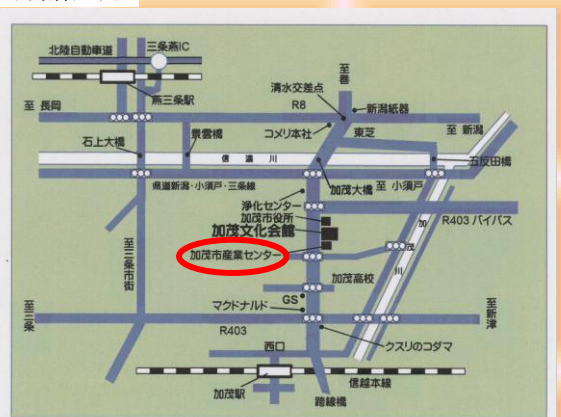 北陸自動車道
三条燕IC
燕三条駅
至 長岡
R8
至巻
清水交差点
新潟紙器
コメリ本社
東芝
至 新潟
石上大橋
景雲橋
信濃川
五反田橋
県道新潟・小須戸・三条線
加茂大橋
至 小須戸
浄化センター
加茂市役所
R403 バイパス
加茂文化会館
加茂市産業センター
加茂川
加茂高校
至三条市街
GS
マクドナルド
至三条
R403
至新津
クスリのコダマ
西口
加茂駅
信越本線
跨線橋